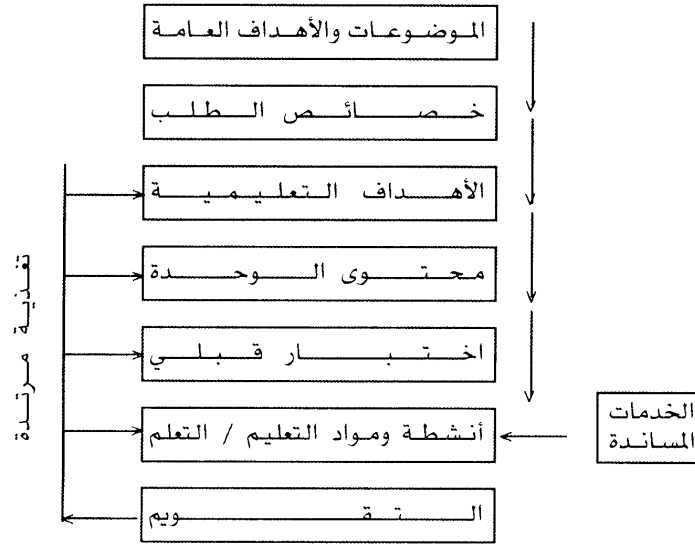 الموضوعات والأهداف العامة
خصائص الطلب
الأهداف التعليمية
محتوى الوحدة
اختبار قبلي
أنشطة ومواد التعليم / التعلم
التقويم
تغذية مرتدة
الخدمات
المساندة